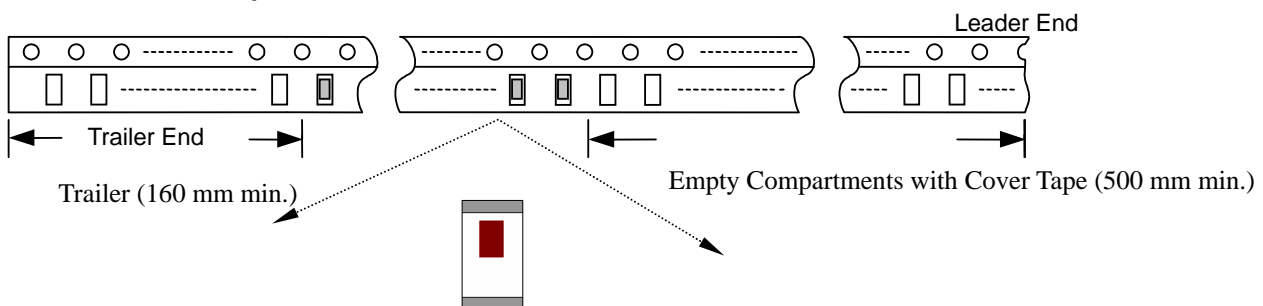 Leader End
Trailer End
Trailer (160 mm min.)
Empty Compartments with Cover Tape (500 mm min.)